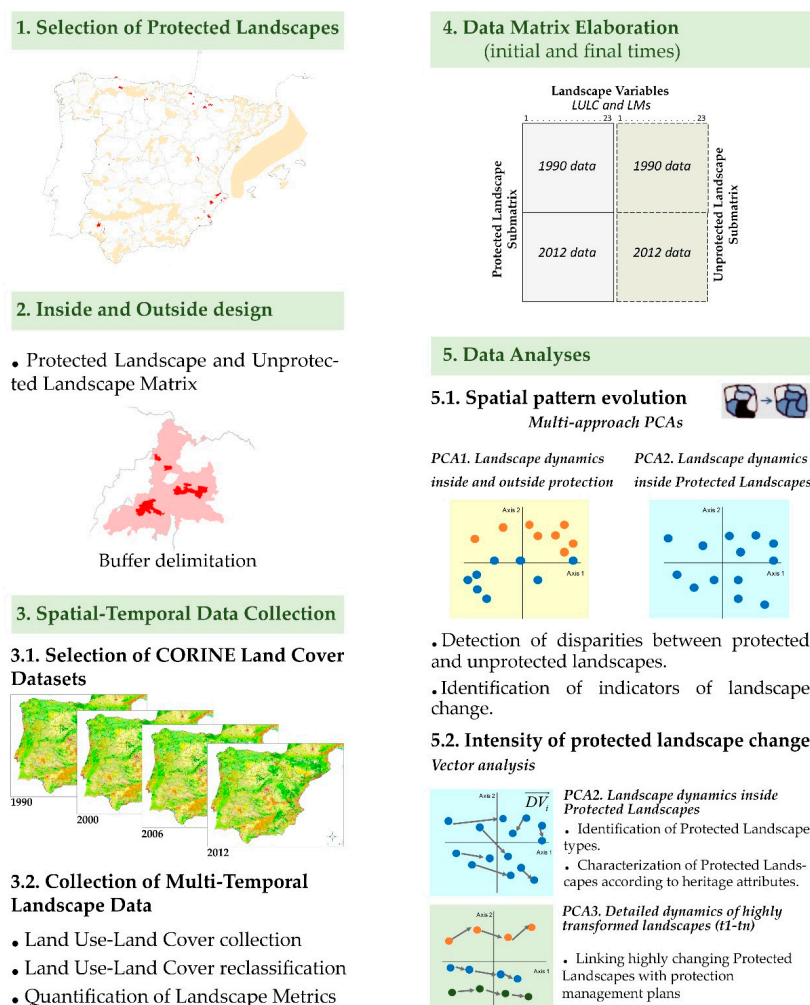 1. Selection of Protected Landscapes
2. Inside and Outside design
• Protected Landscape and Unprotec-
ted Landscape Matrix
Buffer delimitation
3. Spatial-Temporal Data Collection
3.1. Selection of CORINE Land Cover
Datasets
1990
2000
2006
2012
3.2. Collection of Multi-Temporal
Landscape Data
• Land Use-Land Cover collection
• Land Use-Land Cover reclassification
• Quantification of Landscape Metrics
4. Data Matrix Elaboration
(initial and final times)
Landscape Variables
LULC and LMs
1 . . . . . . . . . . . . . 23 1 . . . . . . . . . . . . . 23
Protected Landscape
Submatrix
1990 data
1990 data
2012 data
2012 data
Unprotected Landscape
Submatrix
5. Data Analyses
5.1. Spatial pattern evolution
Multi-approach PCAs
PCA1. Landscape dynamics
inside and outside protection
PCA2. Landscape dynamics
inside Protected Landscapes
Axis 2
Axis 1
Axis 2
Axis 1
• Detection of disparities between protected
and unprotected landscapes.
• Identification of indicators of landscape
change.
5.2. Intensity of protected landscape change
Vector analysis
Axis 2
DVi
Axis 1
PCA2. Landscape dynamics inside
Protected Landscapes
• Identification of Protected Landscape
types.
• Characterization of Protected Lands-
capes according to heritage attributes.
Axis 2
Axis 1
PCA3. Detailed dynamics of highly
transformed landscapes (t1-tn)
• Linking highly changing Protected
Landscapes with protection
management plans